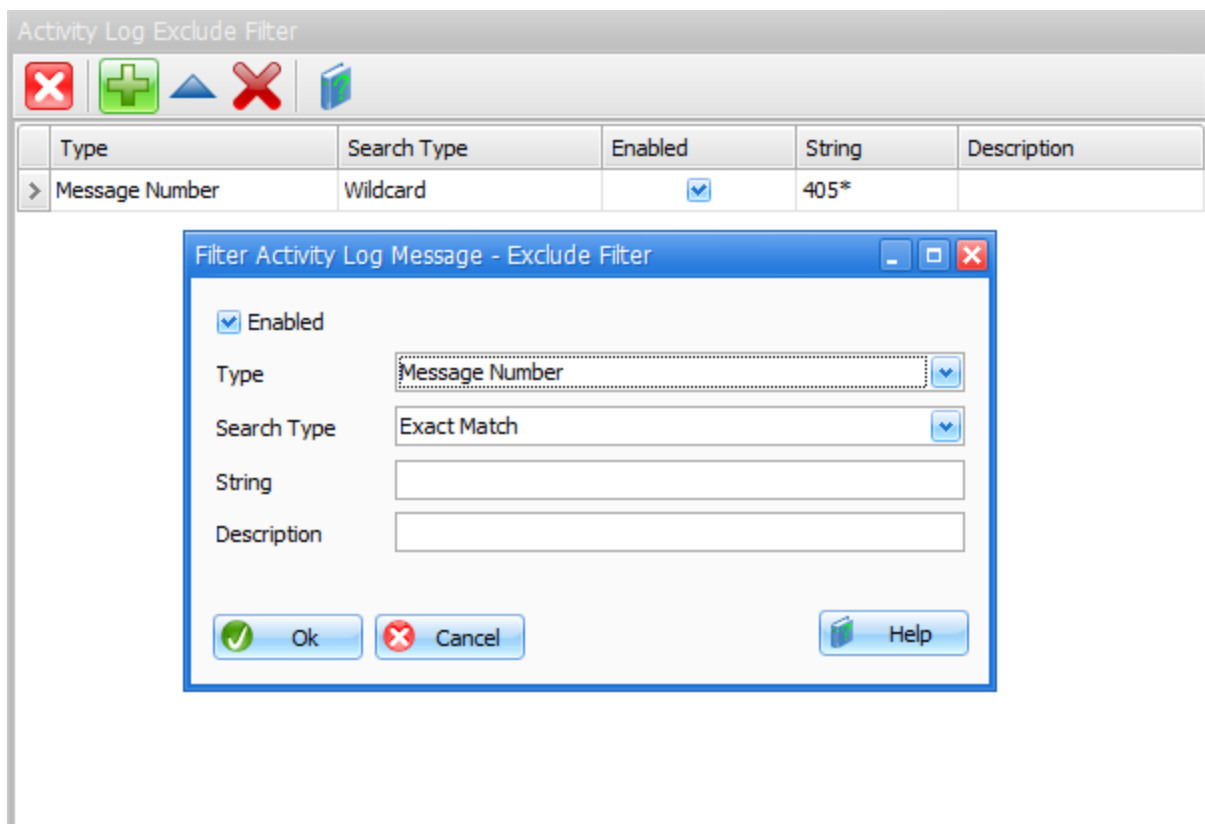 Activity Log Exclude Filter
Type Search Type Enabled String Description
Message Number Wildcard 405*
Filter Activity Log Message - Exclude Filter
Enabled
Type Message Number
Search Type Exact Match
String
Description
Ok Cancel Help